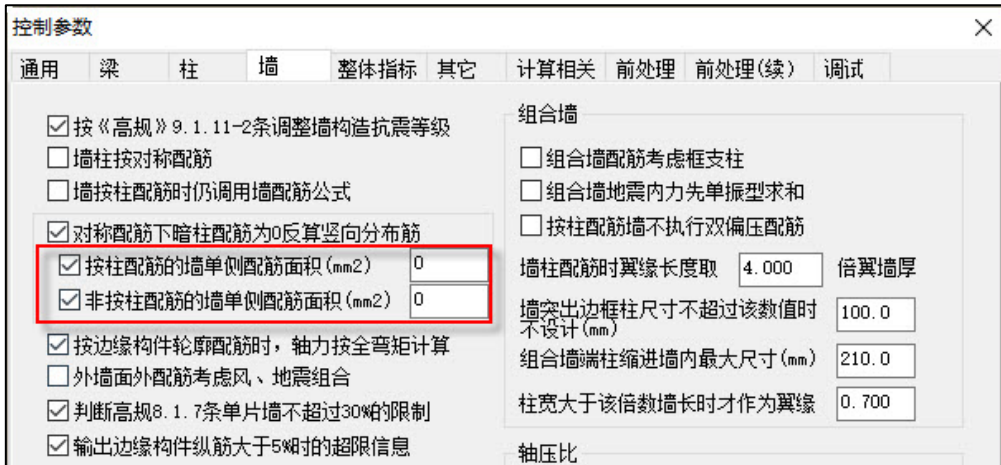 控制参数
通用 梁 柱 墙 整体指标 其它 计算相关 前处理 前处理(续) 调试
按《高规》9.1.11-2条调整墙构造抗震等级
墙柱按对称配筋
墙按柱配筋时仍调用墙配筋公式
对称配筋下暗柱配筋为0反算竖向分布筋
按柱配筋的墙单侧配筋面积(mm2) 0
非按柱配筋的墙单侧配筋面积(mm2) 0
按边缘构件轮廓配筋时，轴力按全弯矩计算
外墙面外配筋考虑风、地震组合
判断高规8.1.7条单片墙不超过30%的限制
输出边缘构件纵筋大于5%时的超限信息
组合墙
组合墙配筋考虑框支柱
组合墙地震内力先单振型求和
按柱配筋墙不执行双偏压配筋
墙柱配筋时翼缘长度取 4.000 倍翼墙厚
墙突出边框柱尺寸不超过该数值时
不设计(mm) 100.0
组合墙端柱缩进墙内最大尺寸(mm) 210.0
柱宽大于该倍数墙长时才作为翼缘 0.700
轴压比